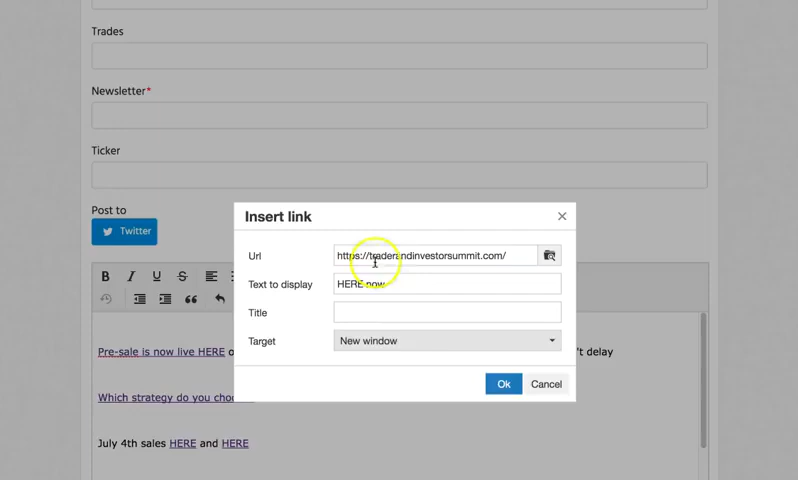 Trades
Newsletter*
Ticker
Post to
Twitter
Insert link
Url https://traderandinvestorsummit.com/
Text to display HERE now
Title
Target New window
Ok Cancel
B I U S
Pre-sale is now live HERE o 't delay
Which strategy do you choo
July 4th sales HERE and HERE